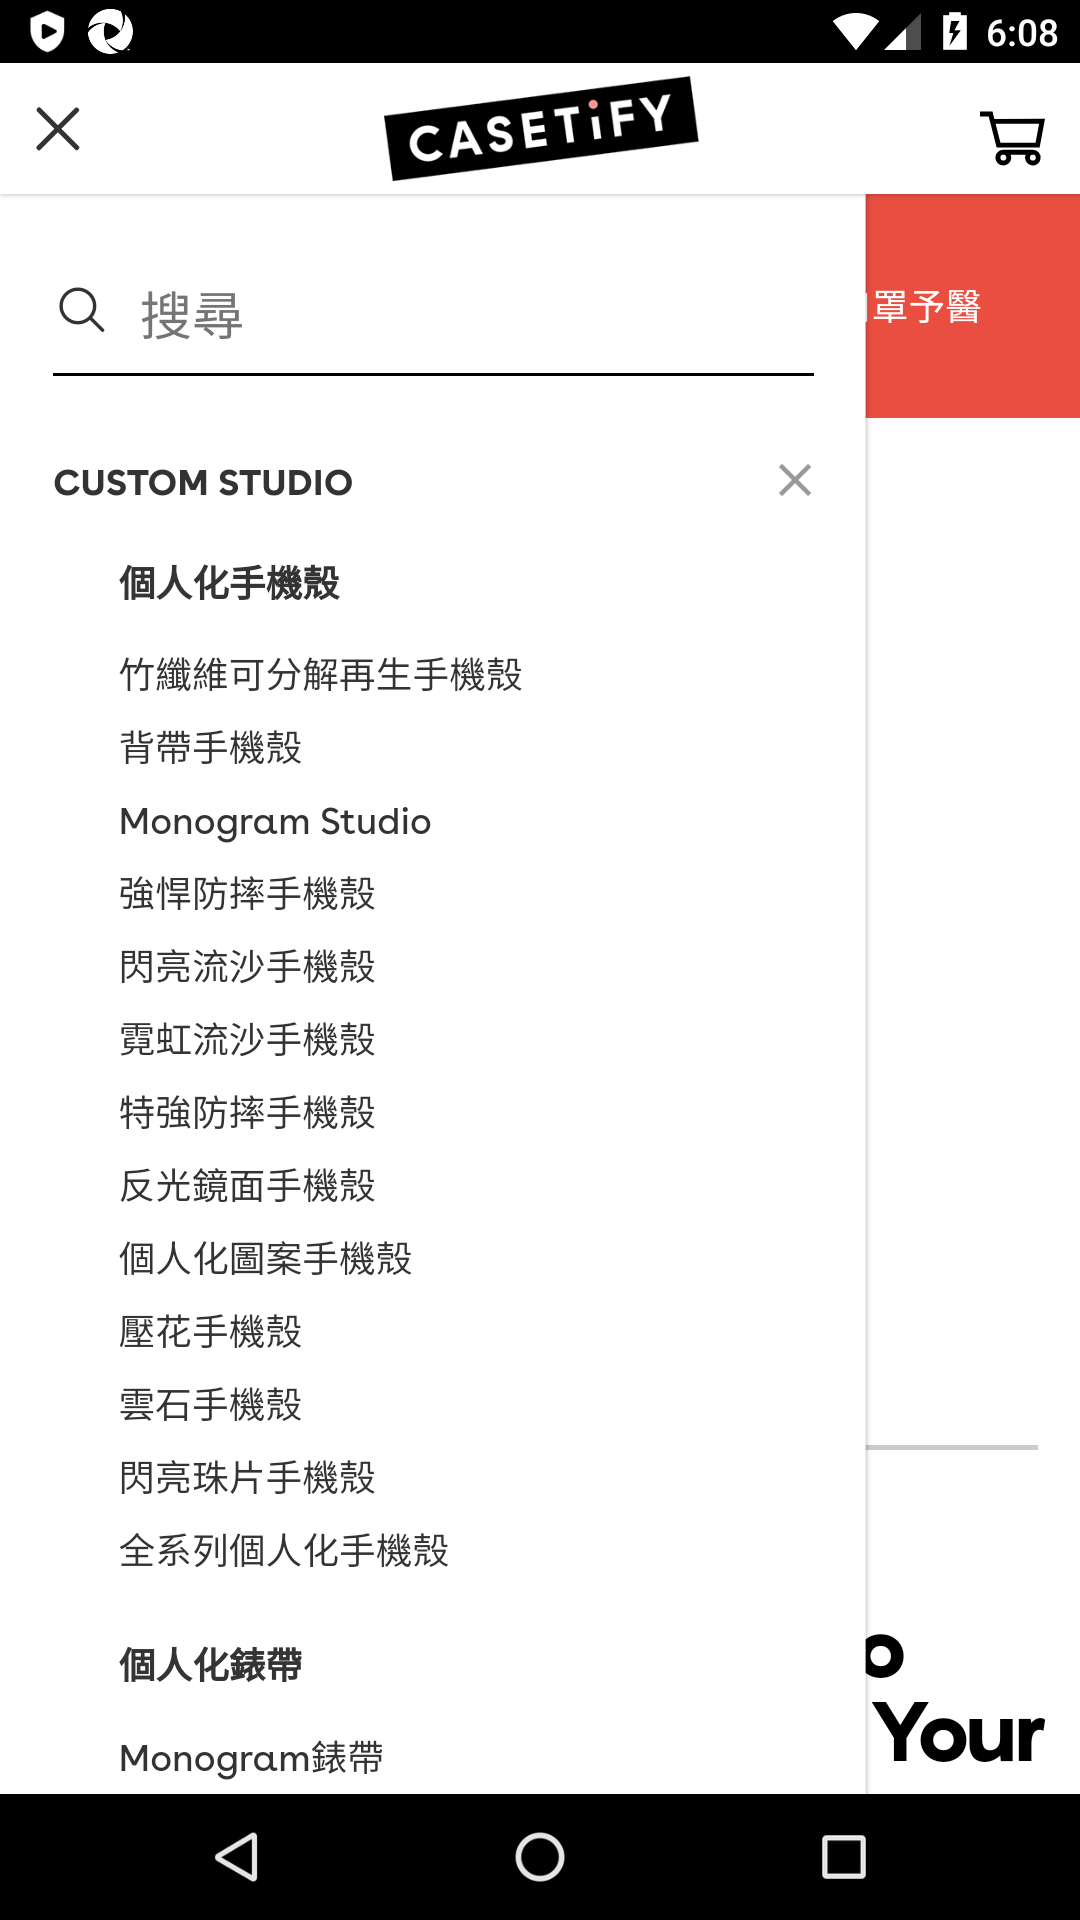 6:08
CASETiFY
搜尋
罩予醫
CUSTOM STUDIO
個人化手機殼
竹纖維可分解再生手機殼
背帶手機殼
Monogram Studio
強悍防摔手機殼
閃亮流沙手機殼
霓虹流沙手機殼
特強防摔手機殼
反光鏡面手機殼
個人化圖案手機殼
壓花手機殼
雲石手機殼
閃亮珠片手機殼
全系列個人化手機殼
o
個人化錶帶
Your
Monogram錶帶